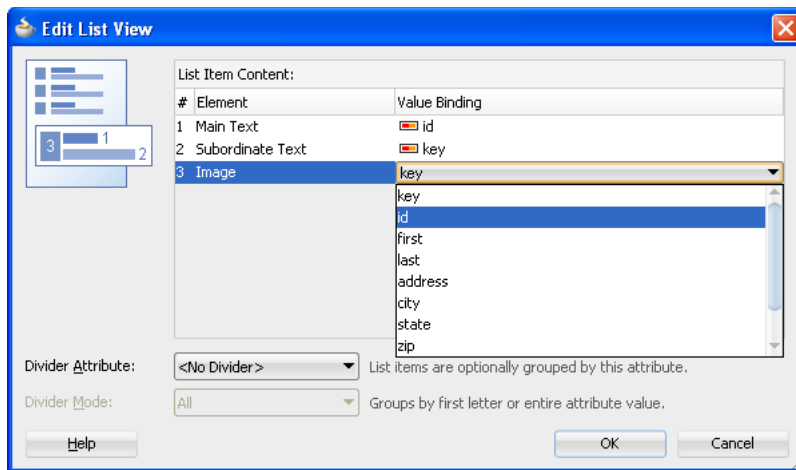 Edit List View
List Item Content:
# Element Value Binding
1 Main Text id
2 Subordinate Text key
3 Image key
3 1
2
key
id
first
last
address
city
state
zip
Divider Attribute: <No Divider> List items are optionally grouped by this attribute.
Divider Mode: All Groups by first letter or entire attribute value.
Help OK Cancel